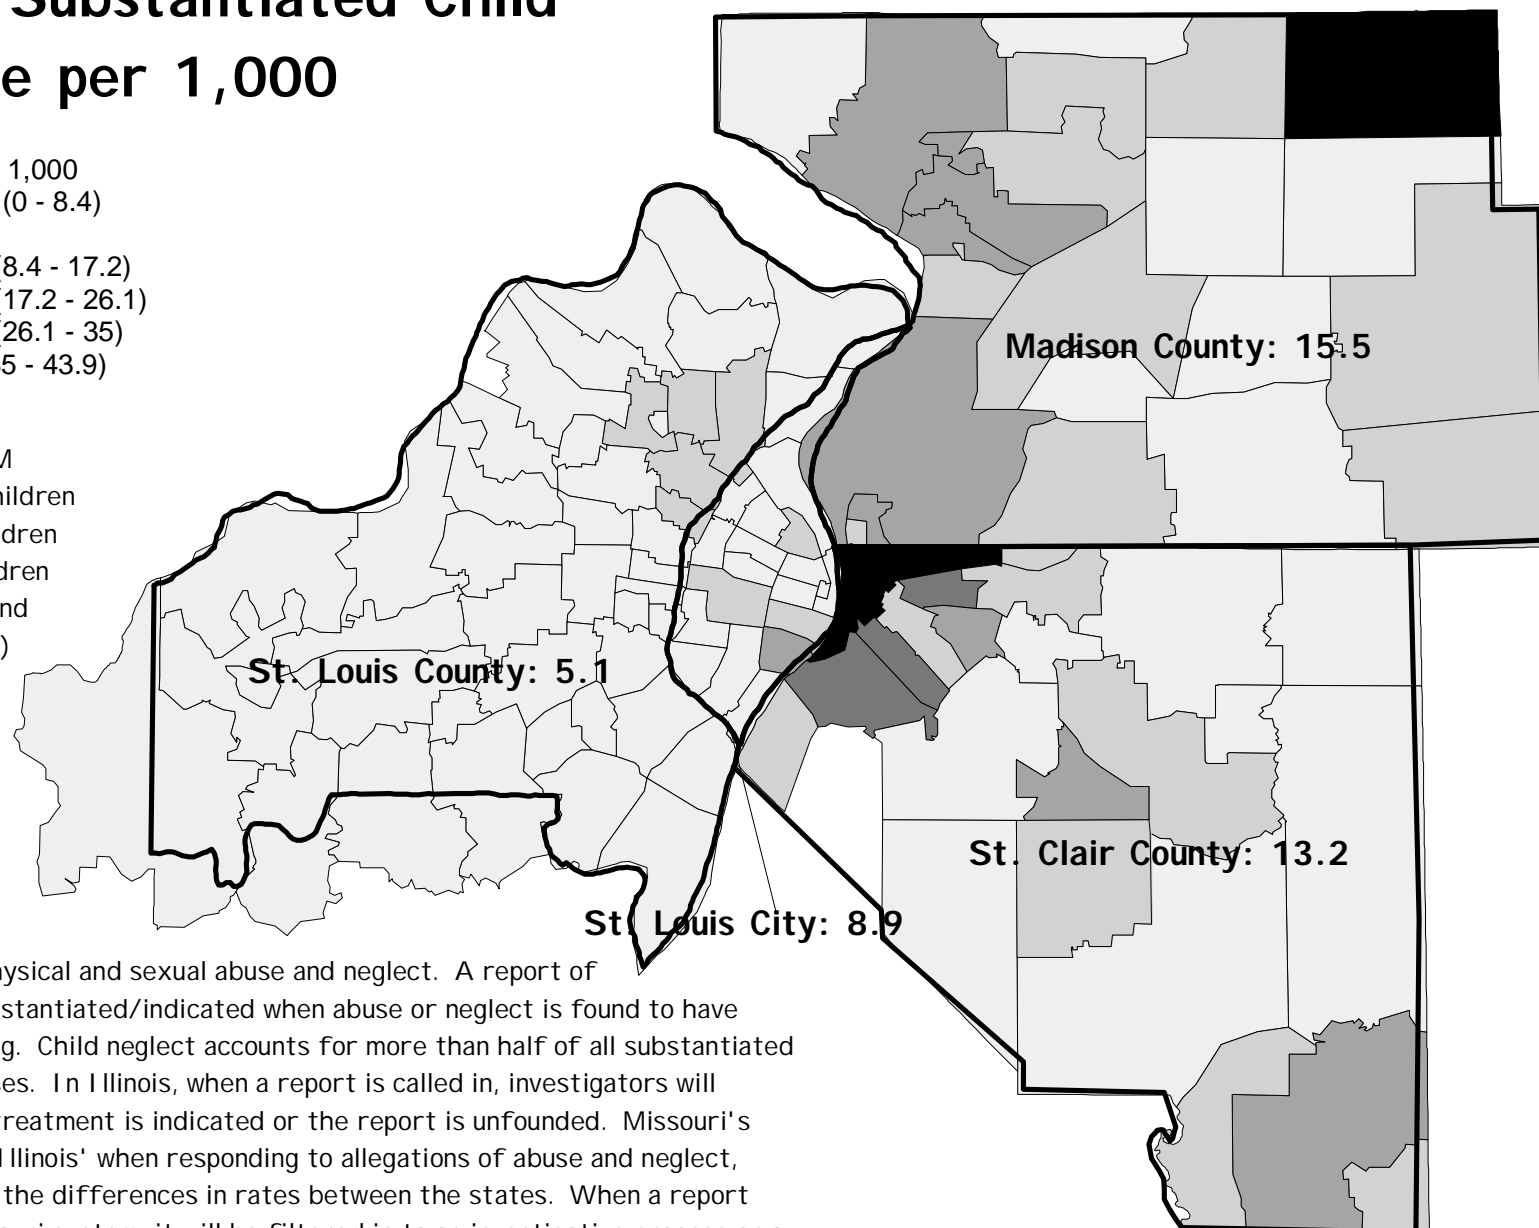 Substantiated Child
e per 1,000
1,000
(0 - 8.4)
8.4 - 17.2)
(17.2 - 26.1)
(26.1 - 35)
5 - 43.9)
M
hildren
dren
dren
nd
)
Madison County: 15.5
St. Louis County: 5.1
St. Clair County: 13.2
St. Louis City: 8.9
hysical and sexual abuse and neglect. A report of
stantiated/indicated when abuse or neglect is found to have
g. Child neglect accounts for more than half of all substantiated
es. In Illinois, when a report is called in, investigators will
treatment is indicated or the report is unfounded. Missouri's
Illinois' when responding to allegations of abuse and neglect,
the differences in rates between the states. When a report